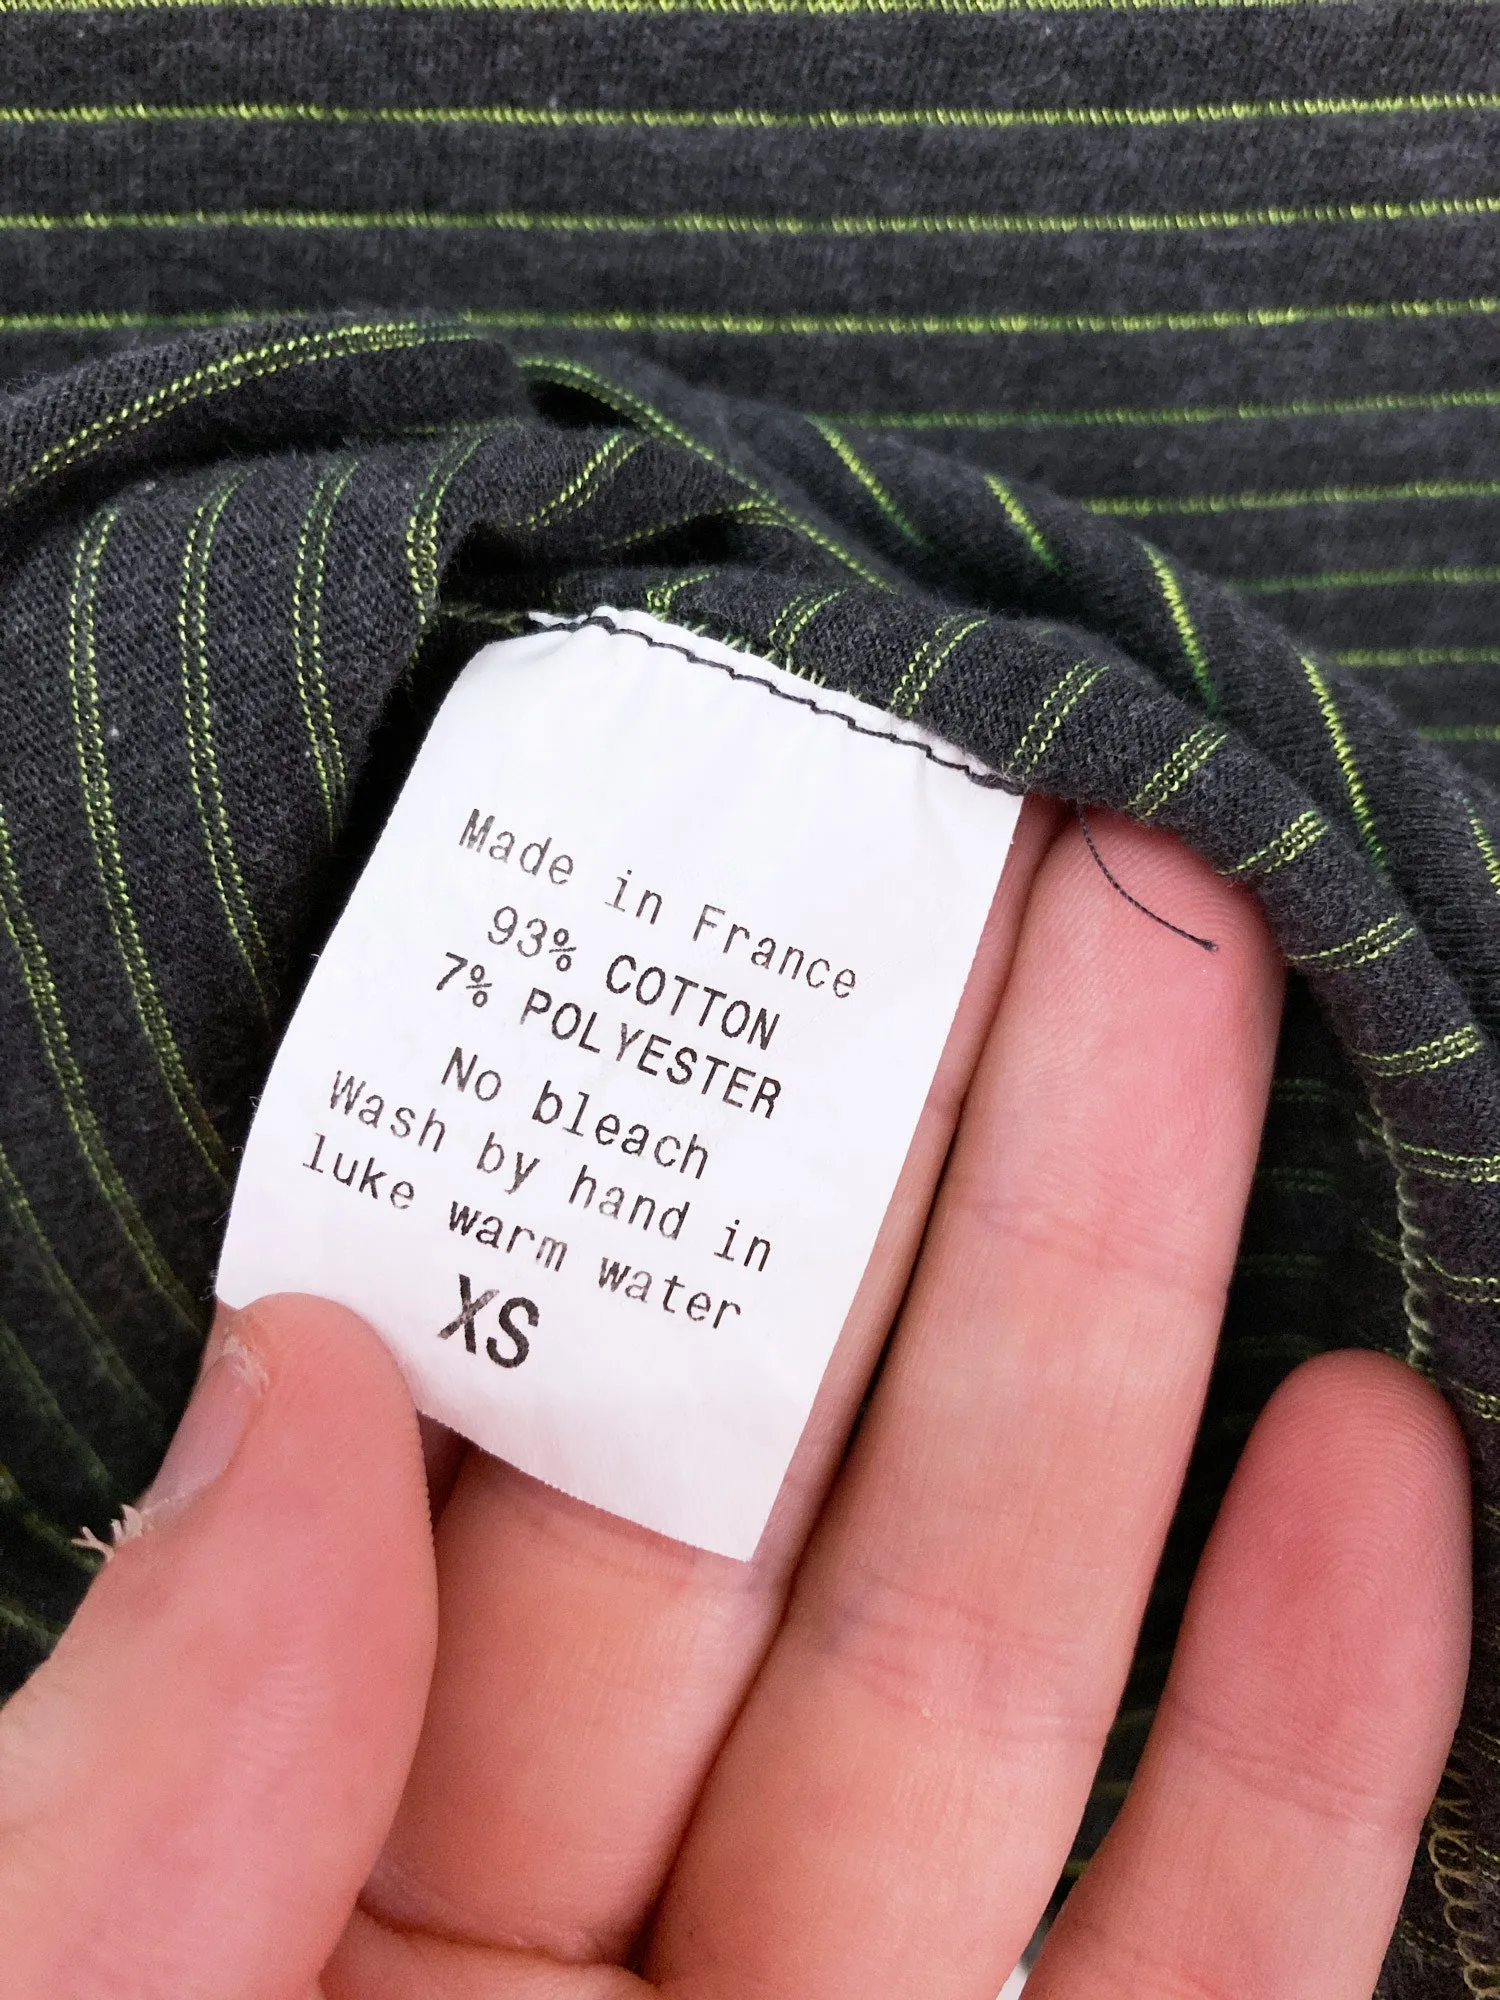 Made in France
93% COTTON
7% POLYESTER
No bleach
Wash by hand in
luke warm water
XS